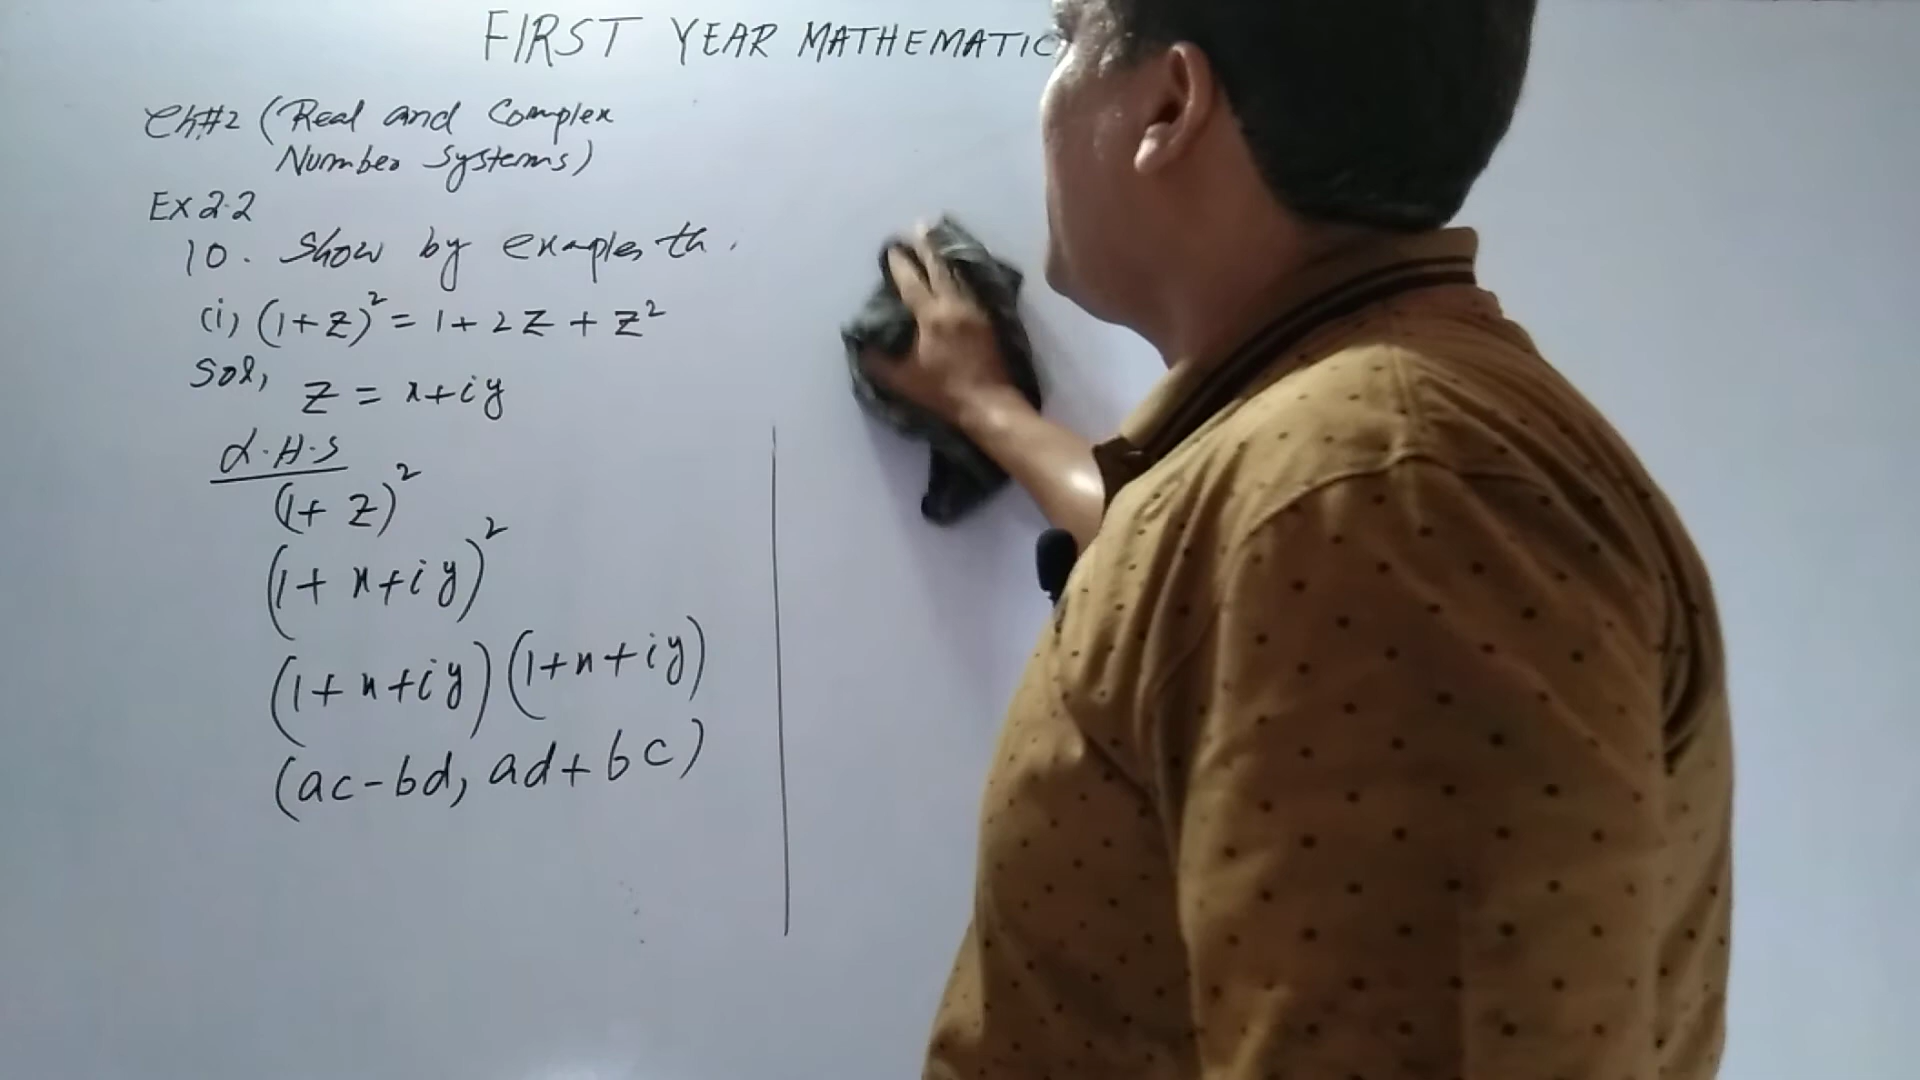 FIRST YEAR MATHEMATIC
Ch#2 (Real and Complex
Number Systems)
Ex 2.2
10. Show by examples th
(i) (1+z)² = 1+2z+z²
Sol,
z = x+iy
L.H.S
(1+z)²
(1+x+iy)²
(1+x+iy)(1+x+iy)
(ac-bd, ad+bc)